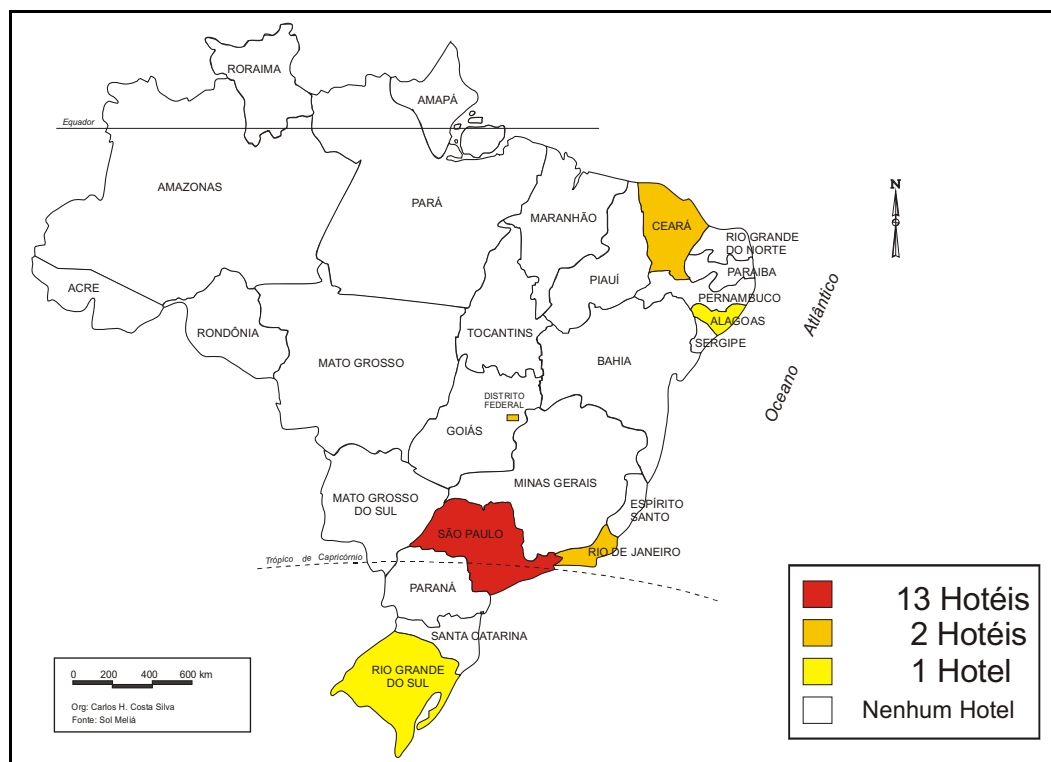 RORAIMA
AMAPÁ
Equador
AMAZONAS
PARÁ
MARANHÃO
CEARÁ
RIO GRANDE
DO NORTE
PIAUÍ
PARAIBA
ACRE
PERNAMBUCO
ALAGOAS
SERGIPE
RONDÔNIA
TOCANTINS
MATO GROSSO
BAHIA
DISTRITO
FEDERAL
GOIÁS
MINAS GERAIS
MATO GROSSO
DO SUL
ESPÍRITO
SANTO
SÃO PAULO
RIO DE JANEIRO
Trópico de Capricórnio
PARANÁ
SANTA CATARINA
RIO GRANDE
DO SUL
N
Oceano Atlântico
0 200 400 600 km
Org: Carlos H. Costa Silva
Fonte: Sol Meliá
13 Hotéis
2 Hotéis
1 Hotel
Nenhum Hotel